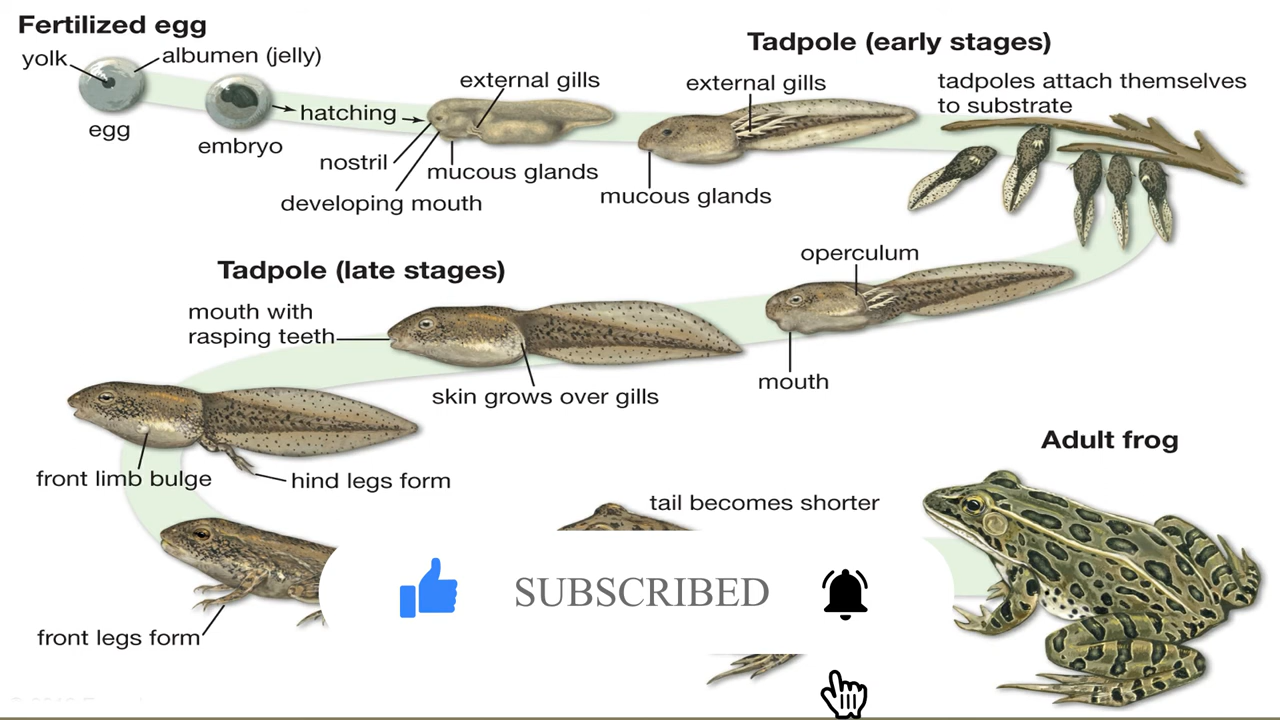 Fertilized egg
yolk
albumen (jelly)
egg
embryo
hatching
external gills
nostril
mucous glands
developing mouth
Tadpole (early stages)
external gills
mucous glands
tadpoles attach themselves
to substrate
operculum
mouth
Tadpole (late stages)
mouth with
rasping teeth
skin grows over gills
front limb bulge
hind legs form
front legs form
tail becomes shorter
Adult frog
SUBSCRIBED